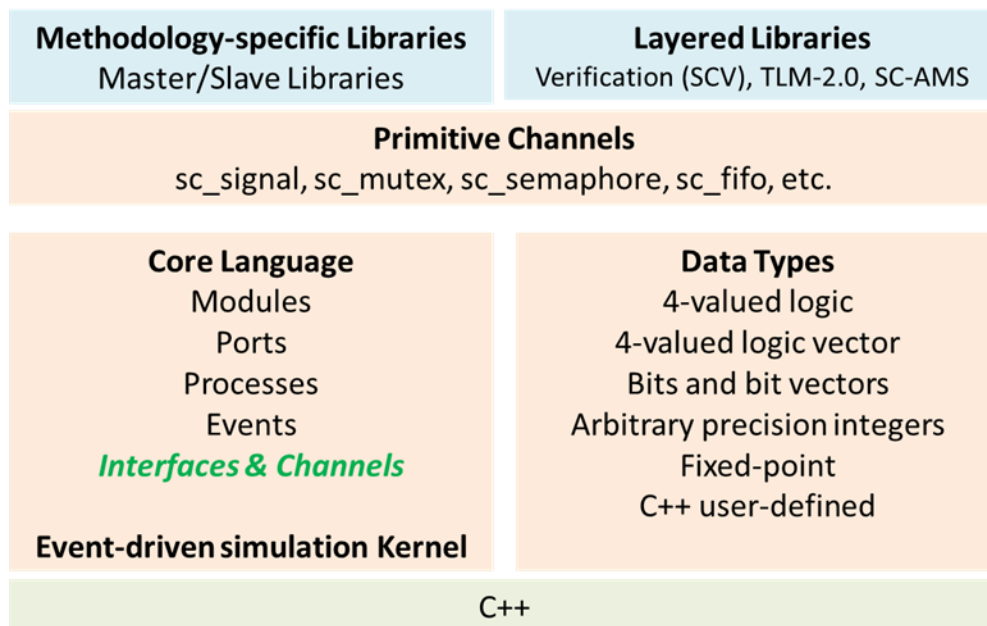 Methodology-specific Libraries
Master/Slave Libraries
Layered Libraries
Verification (SCV), TLM-2.0, SC-AMS
Primitive Channels
sc_signal, sc_mutex, sc_semaphore, sc_fifo, etc.
Core Language
Modules
Ports
Processes
Events
Interfaces & Channels
Event-driven simulation Kernel
Data Types
4-valued logic
4-valued logic vector
Bits and bit vectors
Arbitrary precision integers
Fixed-point
C++ user-defined
C++